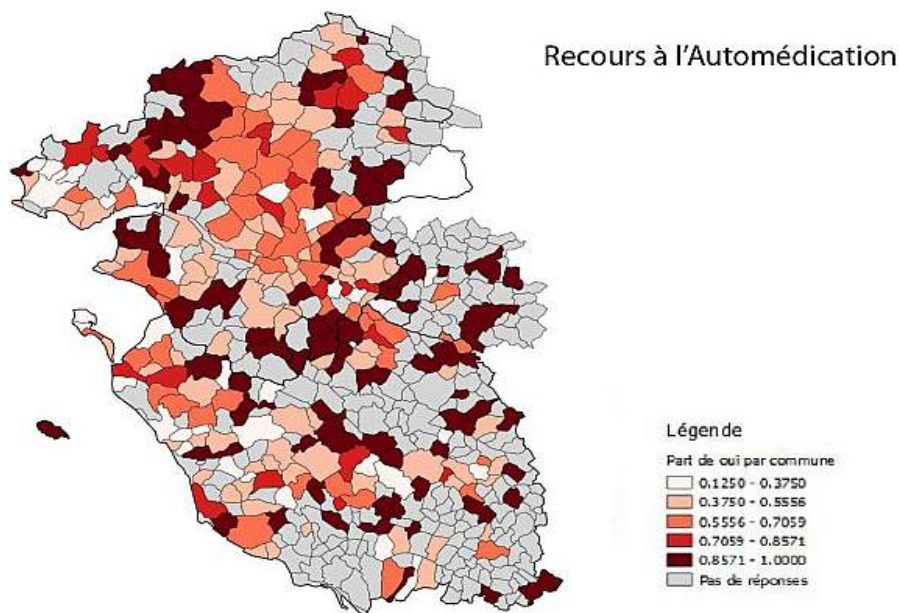 Recours à l'Automédication
Légende
Part de oui par commune
0.1250 - 0.3750
0.3750 - 0.5556
0.5556 - 0.7059
0.7059 - 0.8571
0.8571 - 1.0000
Pas de réponses